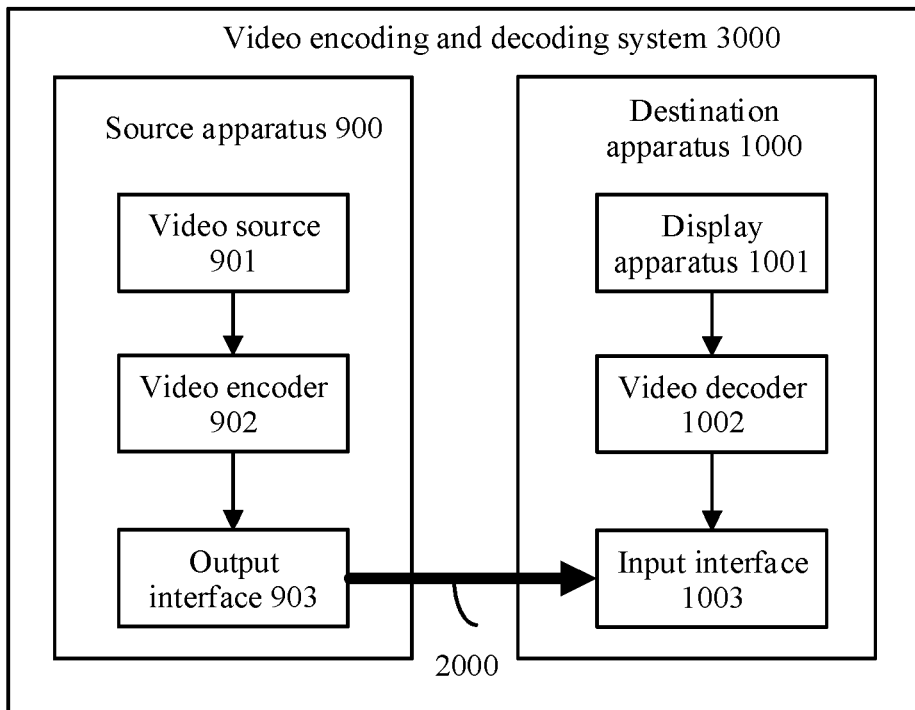 Video encoding and decoding system 3000
Source apparatus 900
Video source
901
Video encoder
902
Output
interface 903
Destination
apparatus 1000
Display
apparatus 1001
Video decoder
1002
Input interface
1003
2000